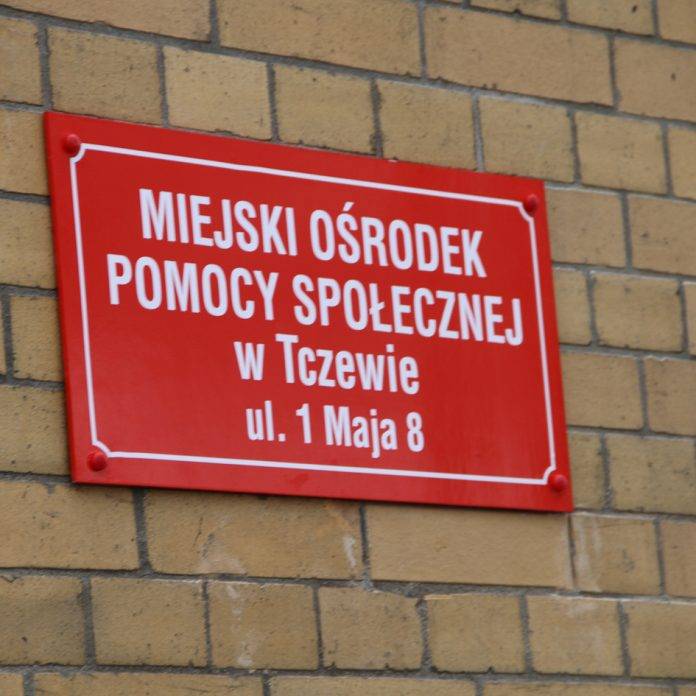 MIEJSKI OŚRODEK
POMOCY SPOŁECZNEJ
w Tczewie
ul. 1 Maja 8